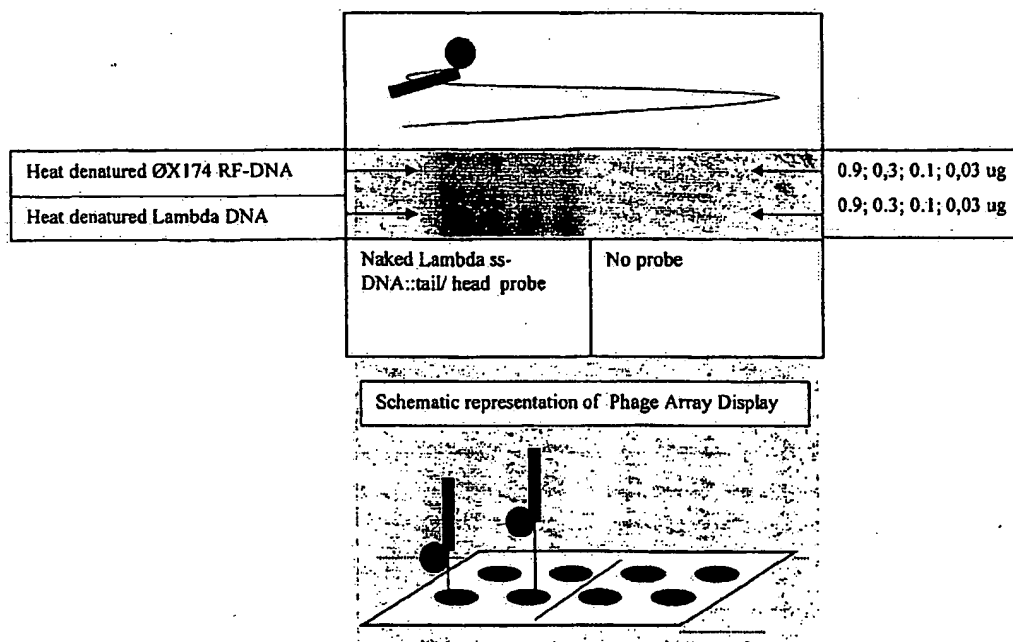 Heat denatured ØX174 RF-DNA
0.9; 0,3; 0.1; 0,03 ug
Heat denatured Lambda DNA
0.9; 0.3; 0.1; 0,03 ug
Naked Lambda ss-
DNA::tail/ head probe
No probe
Schematic representation of Phage Array Display